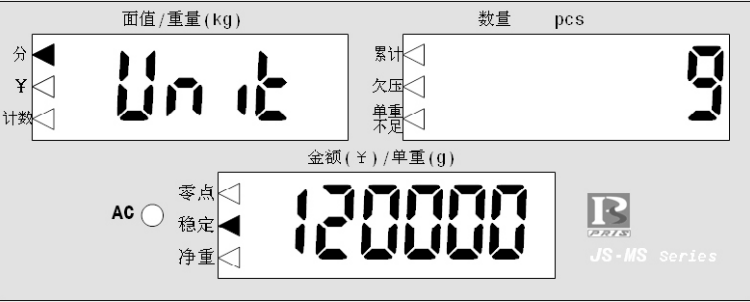 面值/重量(kg)
数量 pcs
分
¥
计数
Unit
累计
欠压
单重不足
9
金额(¥)/单重(g)
AC
零点
稳定
净重
120000
PRIS
JS·MS Series